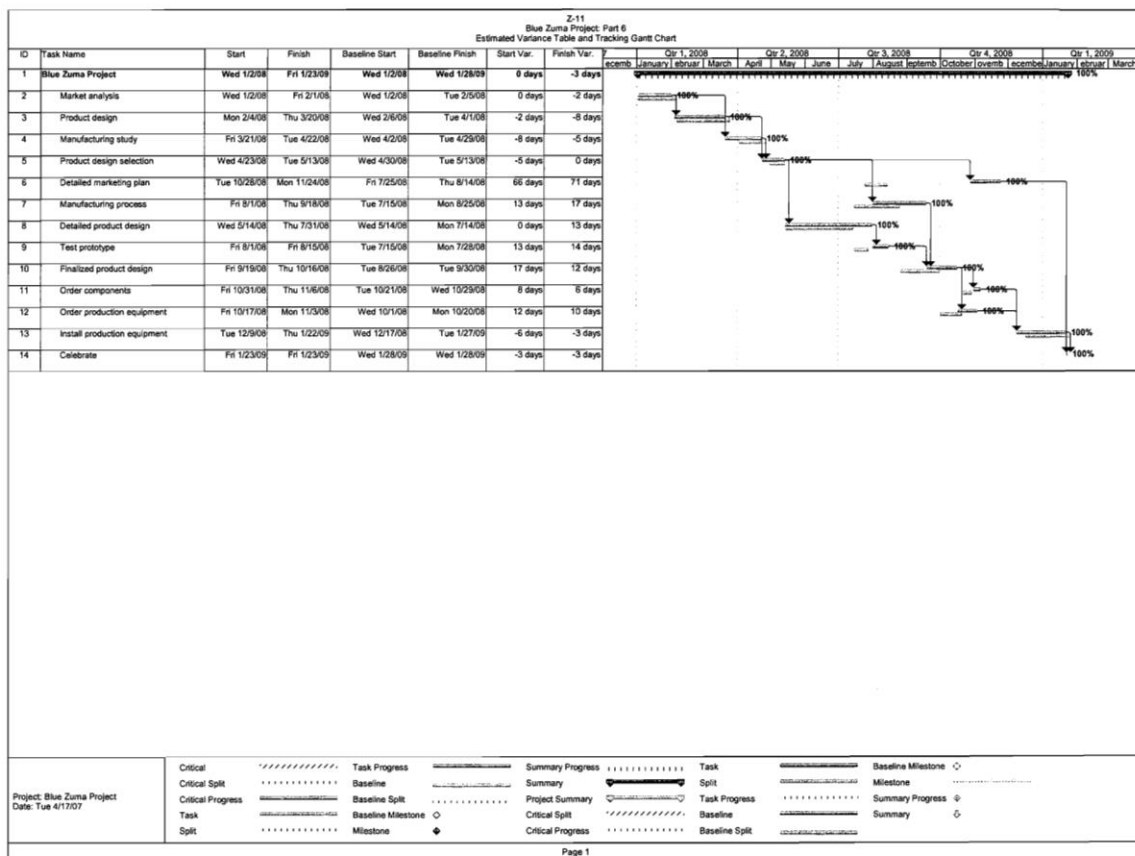 Z-11
Blue Zuma Project: Part 6
Estimated Variance Table and Tracking Gantt Chart
ID Task Name Start Finish Baseline Start Baseline Finish Start Var. Finish Var. 7 Qtr 1, 2008 Qtr 2, 2008 Qtr 3, 2008 Qtr 4, 2008 Qtr 1, 2009
ecemb January ebruar March April May June July August eptemb October ovemb ecembe January ebruar March
1 Blue Zuma Project Wed 1/2/08 Fri 1/23/09 Wed 1/2/08 Wed 1/28/09 0 days -3 days 100%
2 Market analysis Wed 1/2/08 Fri 2/1/08 Wed 1/2/08 Tue 2/5/08 0 days -2 days 100%
3 Product design Mon 2/4/08 Thu 3/20/08 Wed 2/6/08 Tue 4/1/08 -2 days -8 days 100%
4 Manufacturing study Fri 3/21/08 Tue 4/22/08 Wed 4/2/08 Tue 4/29/08 -8 days -5 days 100%
5 Product design selection Wed 4/23/08 Tue 5/13/08 Wed 4/30/08 Tue 5/13/08 -5 days 0 days 100%
6 Detailed marketing plan Tue 10/28/08 Mon 11/24/08 Fri 7/25/08 Thu 8/14/08 66 days 71 days 100%
7 Manufacturing process Fri 8/1/08 Thu 9/18/08 Tue 7/15/08 Mon 8/25/08 13 days 17 days 100%
8 Detailed product design Wed 5/14/08 Thu 7/31/08 Wed 5/14/08 Mon 7/14/08 0 days 13 days 100%
9 Test prototype Fri 8/1/08 Fri 8/15/08 Tue 7/15/08 Mon 7/28/08 13 days 14 days 100%
10 Finalized product design Fri 9/19/08 Thu 10/16/08 Tue 8/26/08 Tue 9/30/08 17 days 12 days 100%
11 Order components Fri 10/31/08 Thu 11/6/08 Tue 10/21/08 Wed 10/29/08 8 days 6 days 100%
12 Order production equipment Fri 10/17/08 Mon 11/3/08 Wed 10/1/08 Mon 10/20/08 12 days 10 days 100%
13 Install production equipment Tue 12/9/08 Thu 1/22/09 Wed 12/17/08 Tue 1/27/09 -6 days -3 days 100%
14 Celebrate Fri 1/23/09 Fri 1/23/09 Wed 1/28/09 Wed 1/28/09 -3 days -3 days 100%
Critical Task Progress Summary Progress Task Baseline Milestone
Critical Split Baseline Summary Split Milestone
Project: Blue Zuma Project Critical Progress Baseline Split Project Summary Task Progress Summary Progress
Date: Tue 4/17/07
Task Baseline Milestone Critical Split Baseline Summary
Split Milestone Critical Progress Baseline Split
Page 1